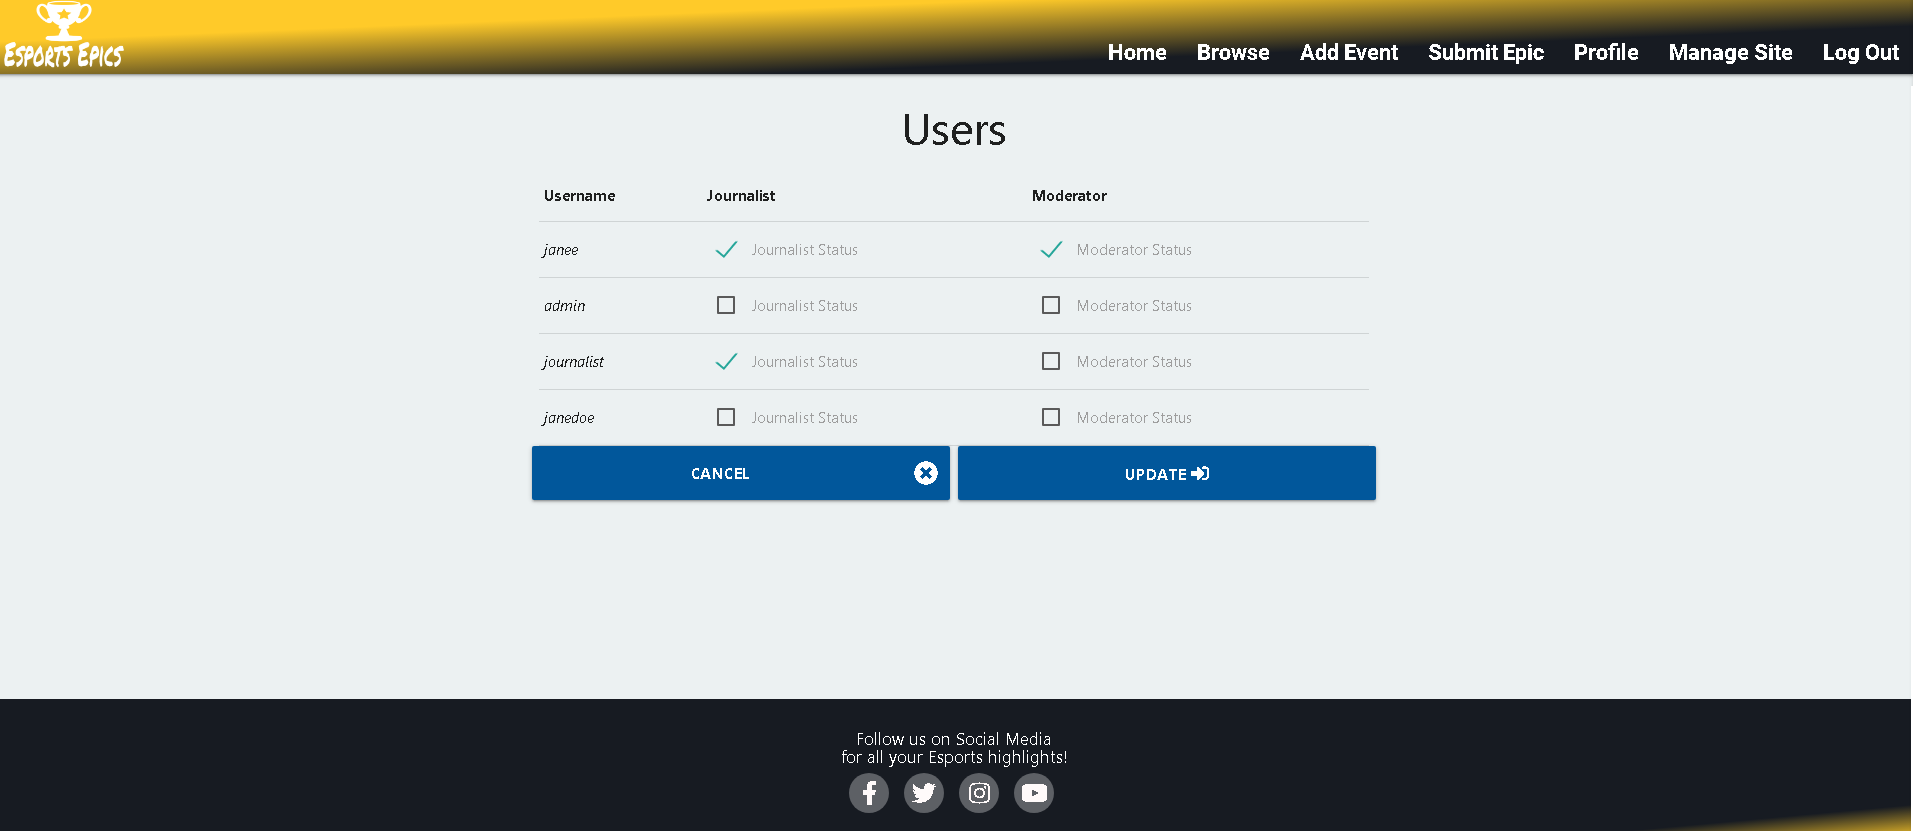 Esports Epics
Home Browse Add Event Submit Epic Profile Manage Site Log Out
Users
Username Journalist Moderator
janee Journalist Status Moderator Status
admin Journalist Status Moderator Status
journalist Journalist Status Moderator Status
janedoe Journalist Status Moderator Status
CANCEL UPDATE
Follow us on Social Media
for all your Esports highlights!